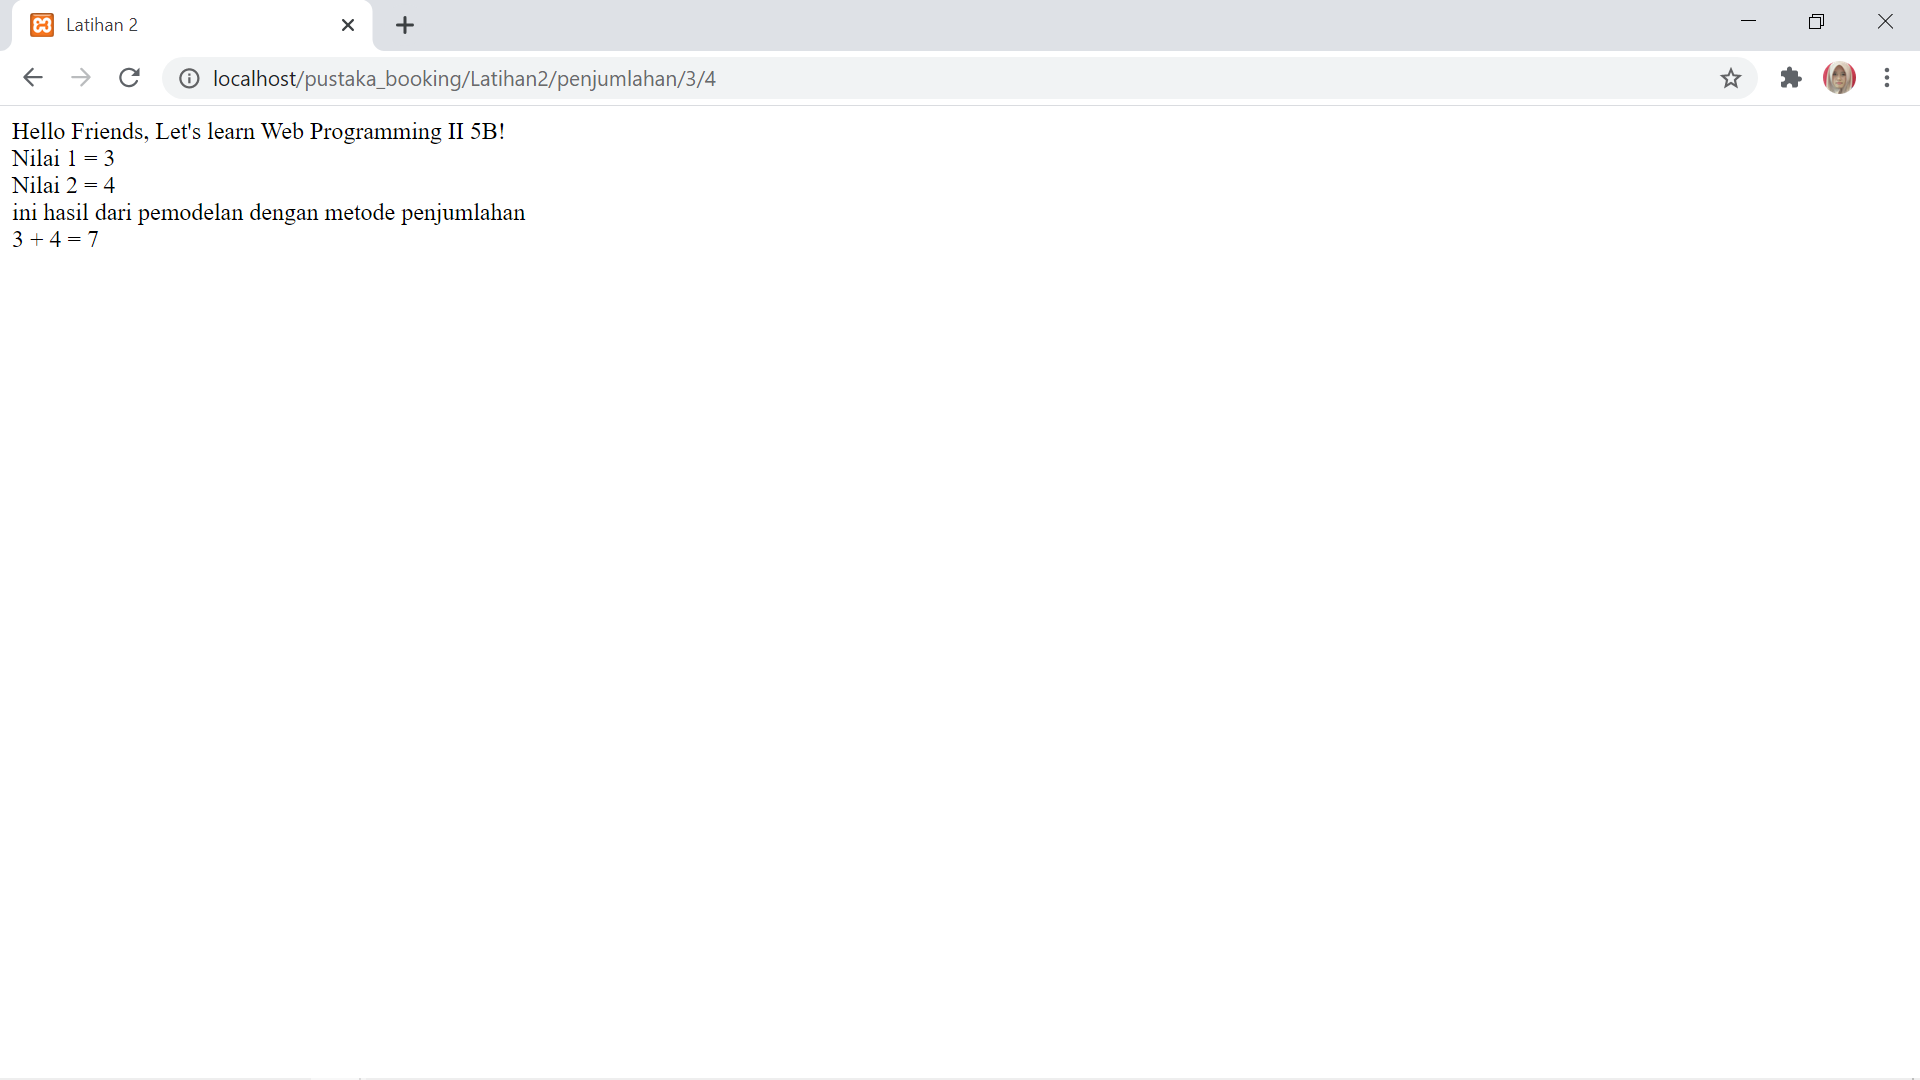 Latihan 2
localhost/pustaka_booking/Latihan2/penjumlahan/3/4
Hello Friends, Let's learn Web Programming II 5B!
Nilai 1 = 3
Nilai 2 = 4
ini hasil dari pemodelan dengan metode penjumlahan
3 + 4 = 7